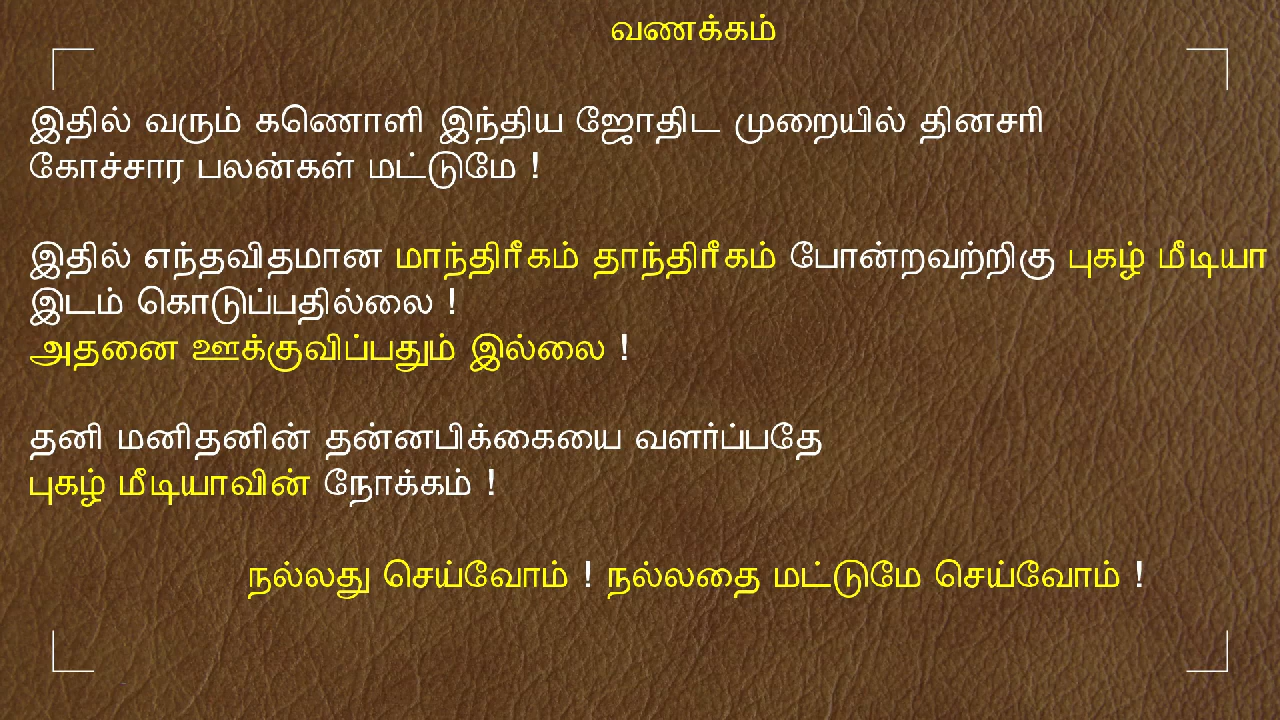 வணக்கம்
இதில் வரும் கணொளி இந்திய ஜோதிட முறையில் தினசரி
கோச்சார பலன்கள் மட்டுமே !
இதில் எந்தவிதமான மாந்திரீகம் தாந்திரீகம் போன்றவற்றிகு புகழ் மீடியா
இடம் கொடுப்பதில்லை !
அதனை ஊக்குவிப்பதும் இல்லை !
தனி மனிதனின் தன்னபிக்கையை வளர்ப்பதே
புகழ் மீடியாவின் நோக்கம் !
நல்லது செய்வோம் ! நல்லதை மட்டுமே செய்வோம் !